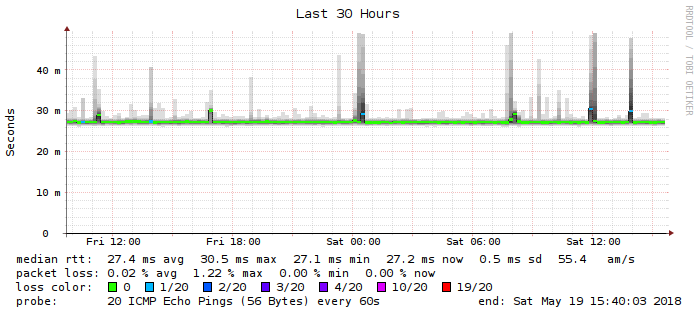 Last 30 Hours
RRDTOOL / TOBI OETIKER
Seconds
40 m
30 m
20 m
10 m
0
Fri 12:00 Fri 18:00 Sat 00:00 Sat 06:00 Sat 12:00
median rtt: 27.4 ms avg 30.5 ms max 27.1 ms min 27.2 ms now 0.5 ms sd 55.4 am/s
packet loss: 0.02 % avg 1.22 % max 0.00 % min 0.00 % now
loss color: 0 1/20 2/20 3/20 4/20 10/20 19/20
probe: 20 ICMP Echo Pings (56 Bytes) every 60s end: Sat May 19 15:40:03 2018